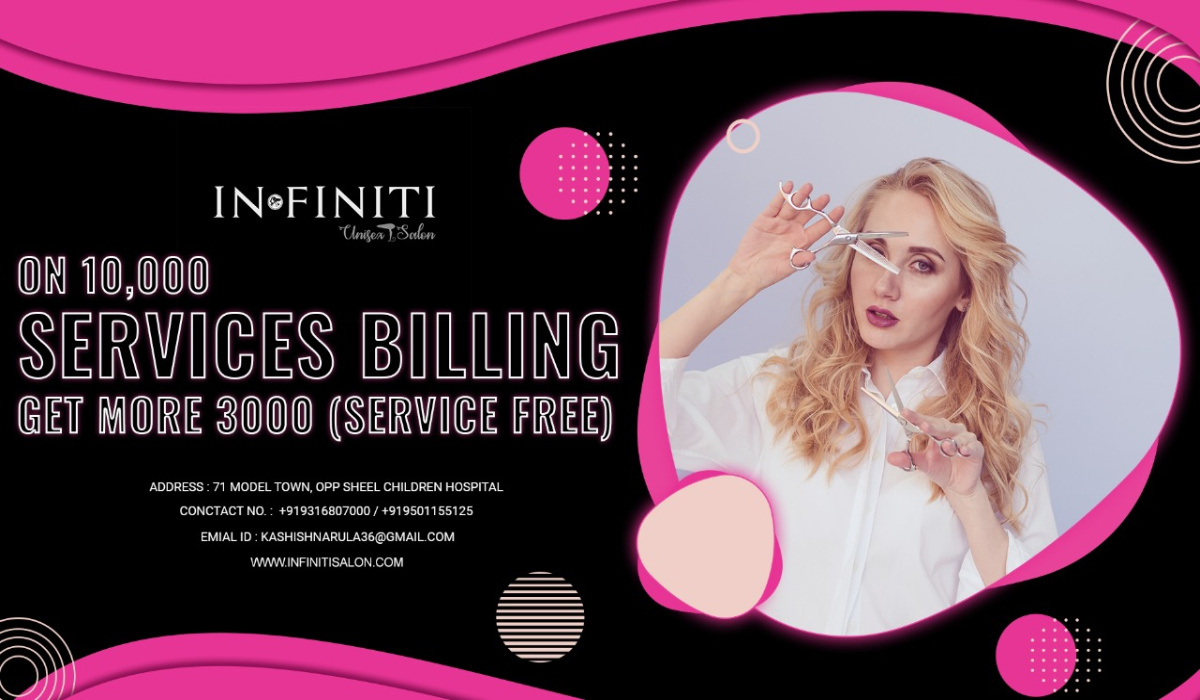 IN FINITI
Unisex Salon
ON 10,000
SERVICES BILLING
GET MORE 3000 (SERVICE FREE)
ADDRESS : 71 MODEL TOWN, OPP SHEEL CHILDREN HOSPITAL
CONCTACT NO. : +919316807000 / +919501155125
EMIAL ID : KASHISHNARULA36@GMAIL.COM
WWW.INFINITISALON.COM